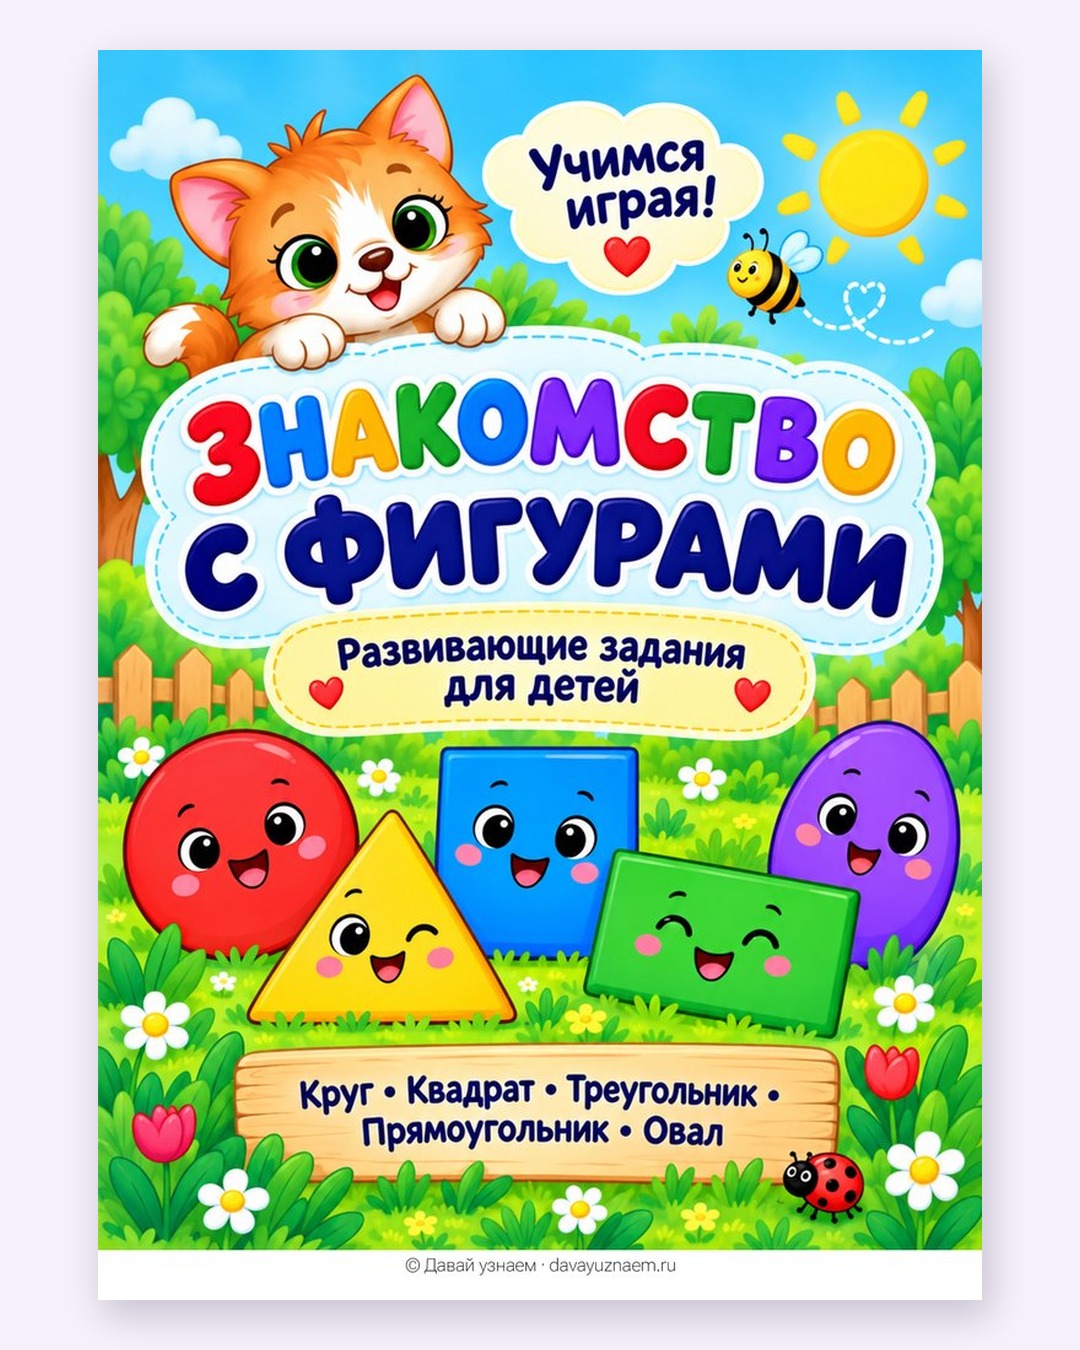 Учимся
играя!
ЗНАКОМСТВО
С ФИГУРАМИ
Развивающие задания
для детей
Круг • Квадрат • Треугольник •
Прямоугольник • Овал
© Давай узнаем · davayuznaem.ru